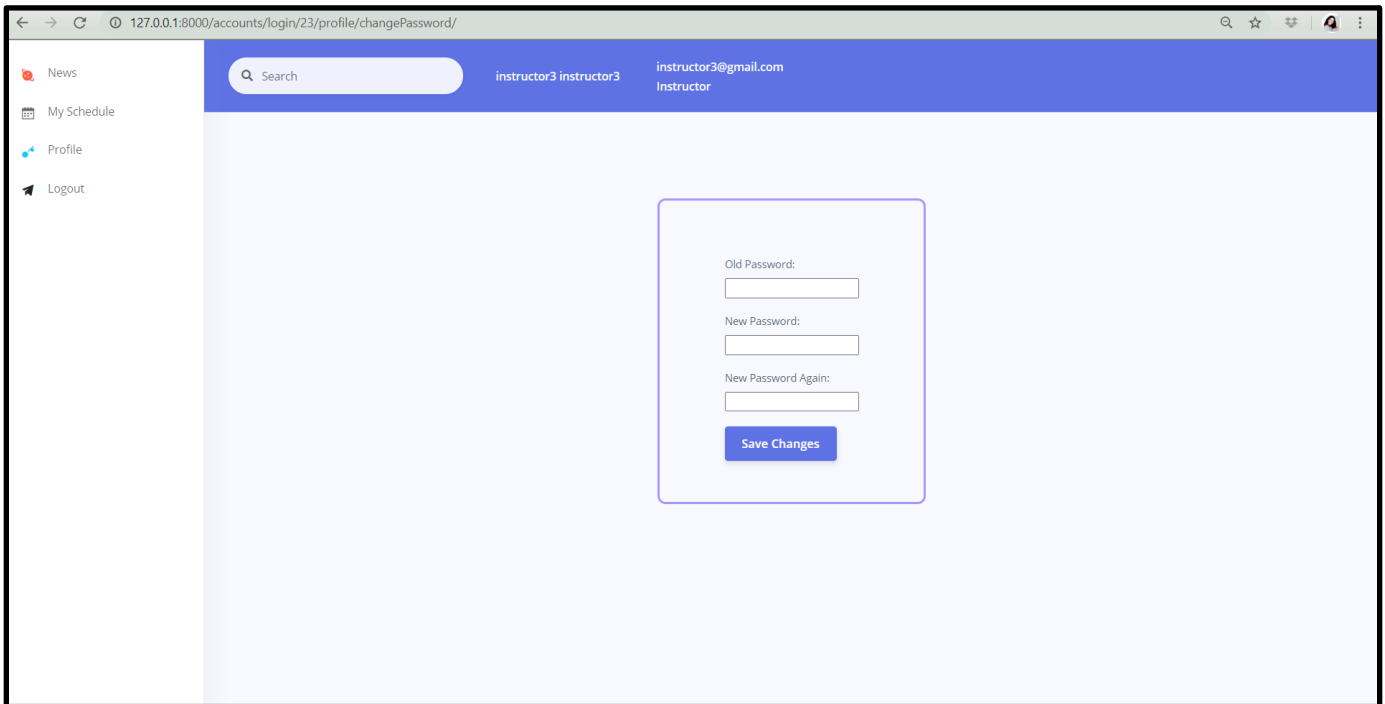 127.0.0.1:8000/accounts/login/23/profile/changePassword/
News
My Schedule
Profile
Logout
Search
instructor3 instructor3
instructor3@gmail.com
Instructor
Old Password:
New Password:
New Password Again:
Save Changes